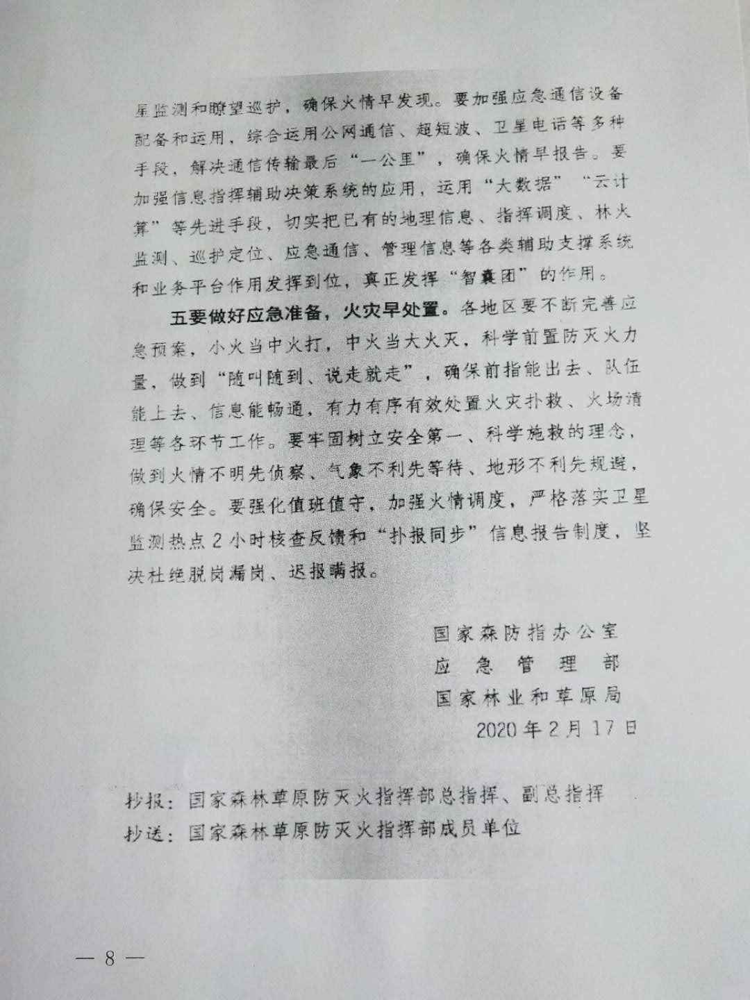 星监测和瞭望巡护，确保火情早发现。要加强应急通信设备
配备和运用，综合运用公网通信、超短波、卫星电话等多种
手段，解决通信传输最后“一公里”，确保火情早报告。要
加强信息指挥辅助决策系统的应用，运用“大数据”“云计
算”等先进手段，切实把已有的地理信息、指挥调度、林火
监测、巡护定位、应急通信、管理信息等各类辅助支撑系统
和业务平台作用发挥到位，真正发挥“智囊团”的作用。
五要做好应急准备，火灾早处置。各地区要不断完善应
急预案，小火当中火打，中火当大火灭，科学前置防灭火力
量，做到“随叫随到、说走就走”，确保前指能出去、队伍
能上去、信息能畅通，有力有序有效处置火灾扑救、火场清
理等各环节工作。要牢固树立安全第一、科学施救的理念，
做到火情不明先侦察、气象不利先等待、地形不利先规避，
确保安全。要强化值班值守，加强火情调度，严格落实卫星
监测热点2小时核查反馈和“扑报同步”信息报告制度，坚
决杜绝脱岗漏岗、迟报瞒报。
国家森防指办公室
应急管理部
国家林业和草原局
2020年2月17日
抄报：国家森林草原防灭火指挥部总指挥、副总指挥
抄送：国家森林草原防灭火指挥部成员单位
— 8 —